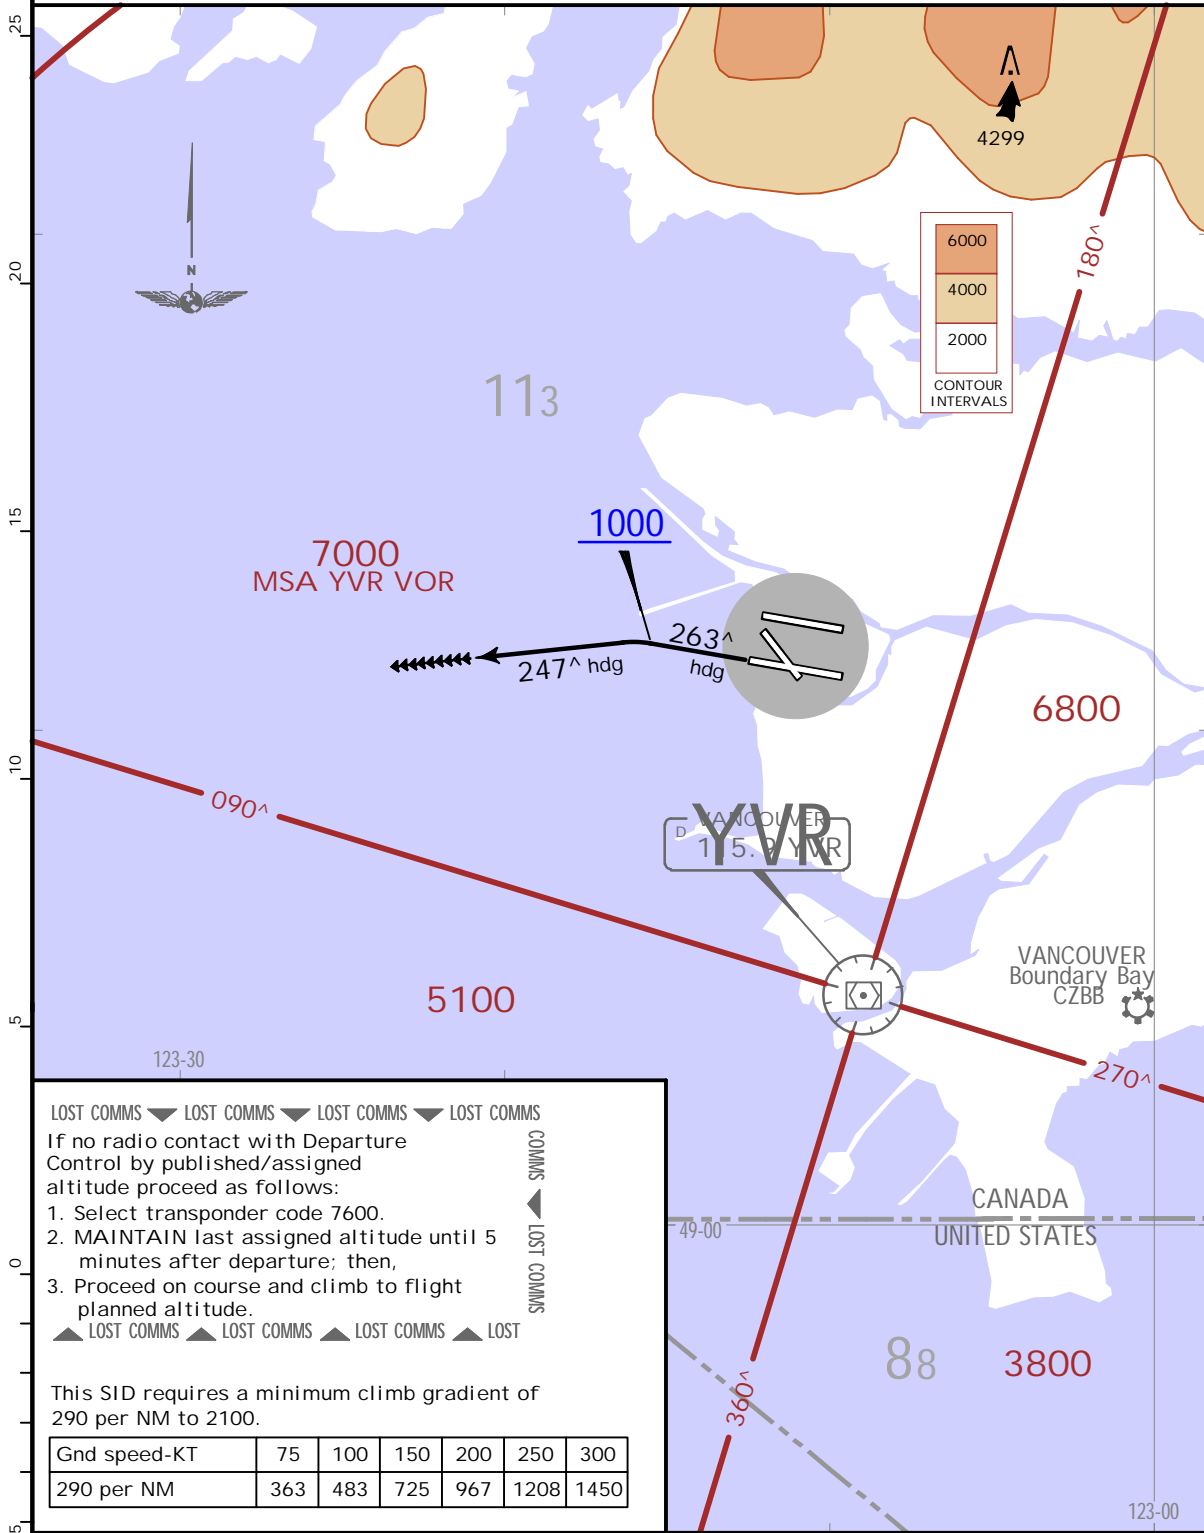 25
4299
6000
4000
2000
CONTOUR
INTERVALS
180^
N
20
113
1000
15
7000
MSA YVR VOR
263^
hdg
247^ hdg
6800
10
090^
VANCOUVER
D
YVR
YVR
VANCOUVER
Boundary Bay
CZBB
5100
5
270^
123-30
LOST COMMS LOST COMMS LOST COMMS LOST COMMS
COMMS LOST COMMS
If no radio contact with Departure
Control by published/assigned
altitude proceed as follows:
1. Select transponder code 7600.
2. MAINTAIN last assigned altitude until 5
minutes after departure; then,
3. Proceed on course and climb to flight
planned altitude.
LOST COMMS LOST COMMS LOST COMMS LOST
CANADA
49-00
UNITED STATES
0
88
3800
360^
This SID requires a minimum climb gradient of
290 per NM to 2100.
Gnd speed-KT 75 100 150 200 250 300
290 per NM 363 483 725 967 1208 1450
5
123-00